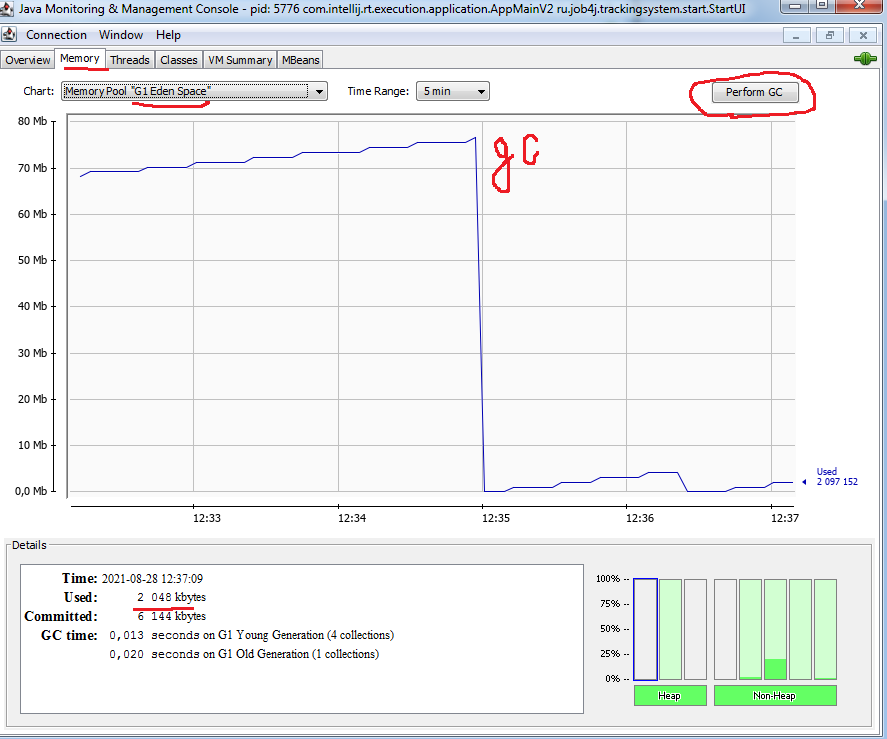 Java Monitoring & Management Console - pid: 5776 com.intellij.rt.execution.application.AppMainV2 ru.job4j.trackingsystem.start.StartUI
Connection Window Help
Overview Memory Threads Classes VM Summary MBeans
Chart: Memory Pool "G1 Eden Space" Time Range: 5 min Perform GC
80 Mb
gc
70 Mb
60 Mb
50 Mb
40 Mb
30 Mb
20 Mb
10 Mb
Used
2 097 152
0,0 Mb
12:33 12:34 12:35 12:36 12:37
Details
Time: 2021-08-28 12:37:09
Used: 2 048 kbytes
Committed: 6 144 kbytes
GC time: 0,013 seconds on G1 Young Generation (4 collections)
0,020 seconds on G1 Old Generation (1 collections)
100% --
75% --
50% --
25% --
0% --
Heap Non-Heap